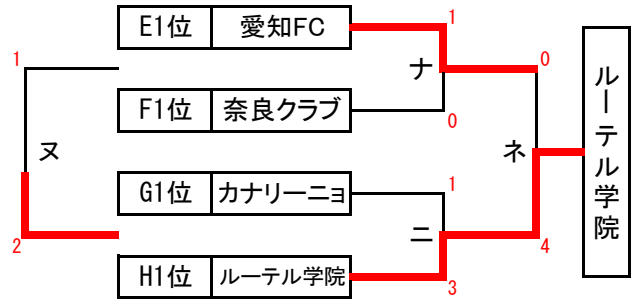 E1位 愛知FC
F1位 奈良クラブ
G1位 カナリーニョ
H1位 ルーテル学院
1
2
ヌ
1
0
ナ
1
3
ニ
0
4
ネ
ルーテル学院